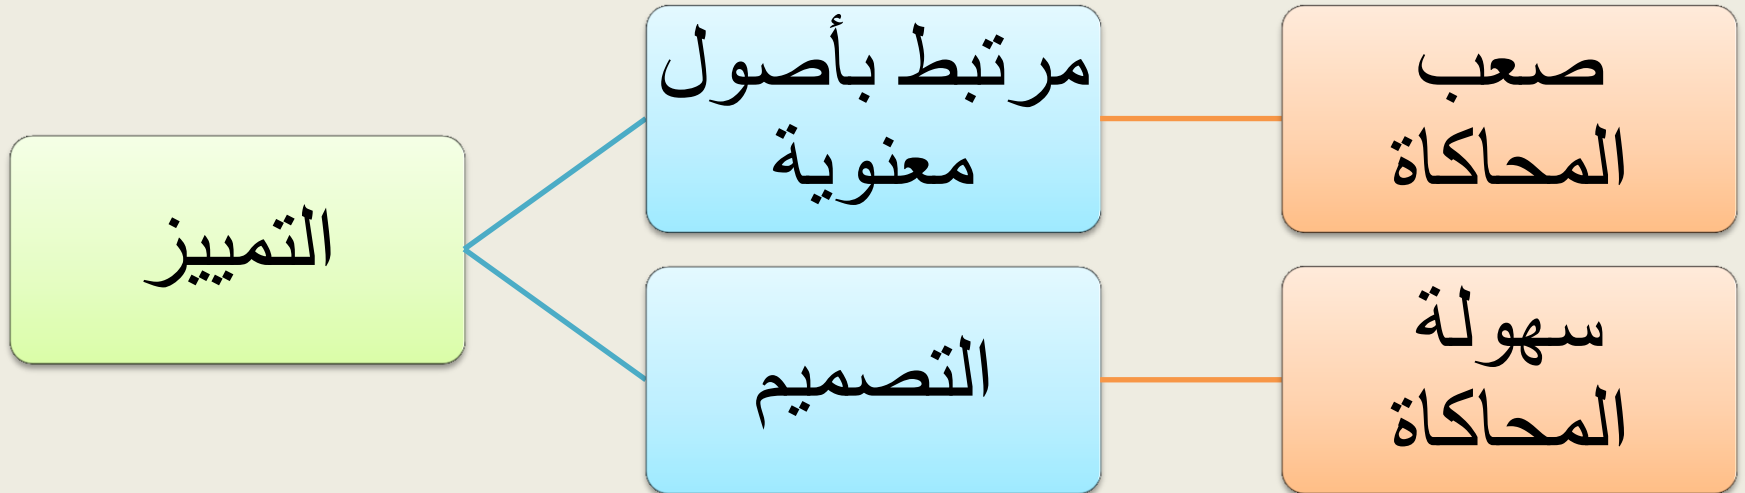 التمييز
مرتبط بأصول
معنوية
صعب
المحاكاة
التصميم
سهولة
المحاكاة